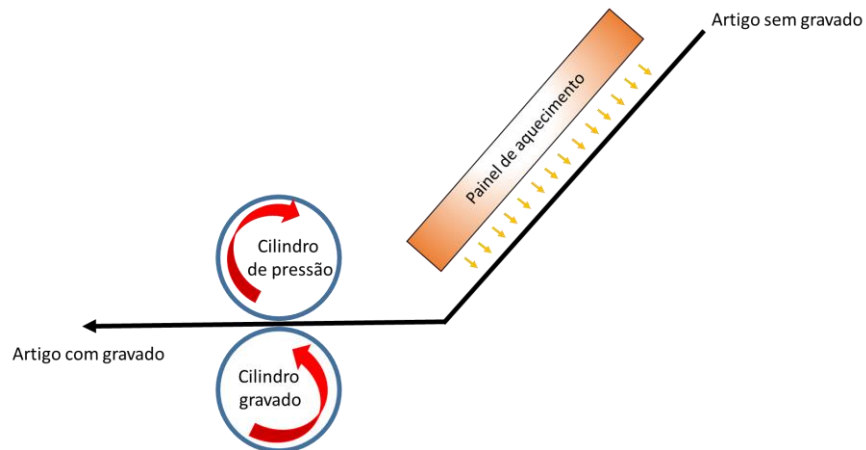 Artigo sem gravado
Painel de aquecimento
Cilindro
de pressão
Artigo com gravado
Cilindro
gravado